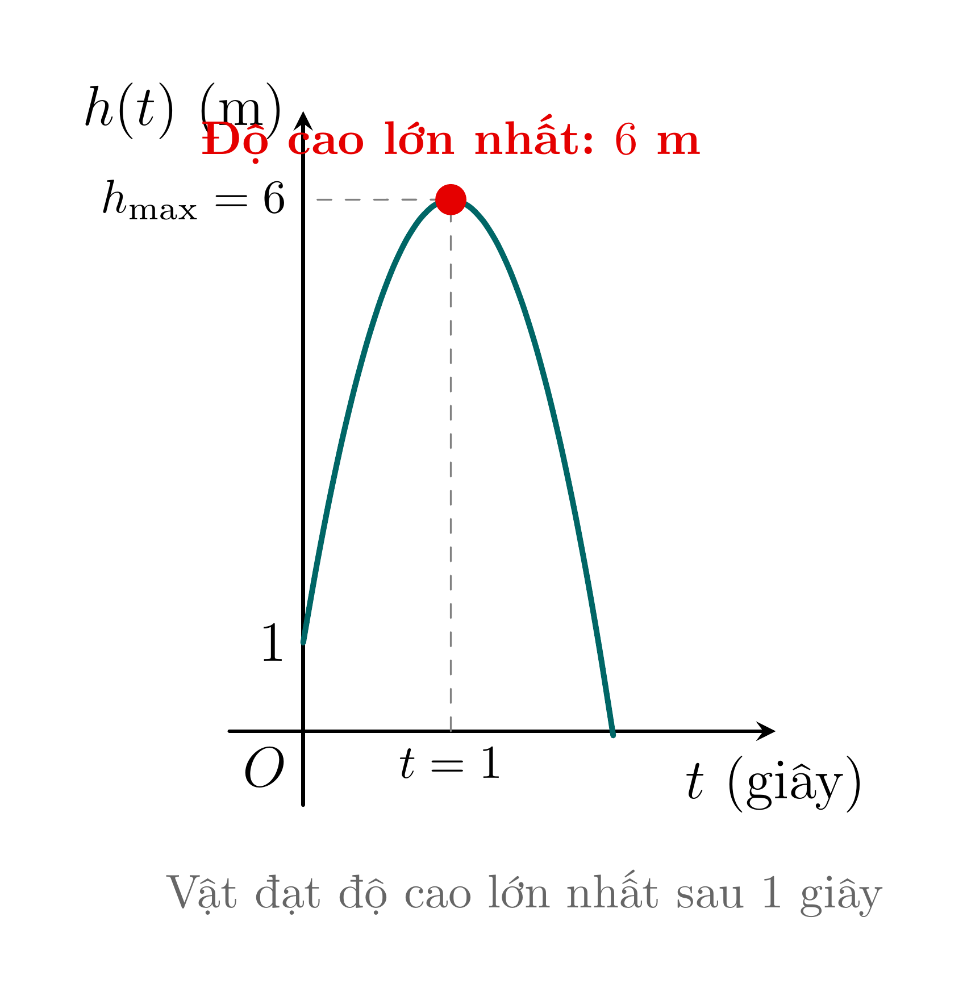 h(t) (m)
Độ cao lớn nhất: 6 m
h_max = 6
1
O
t = 1
t (giây)
Vật đạt độ cao lớn nhất sau 1 giây